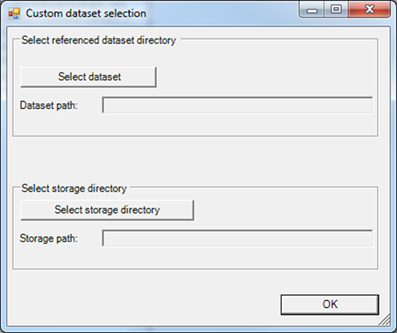 Custom dataset selection
Select referenced dataset directory
Select dataset
Dataset path:
Select storage directory
Select storage directory
Storage path:
OK